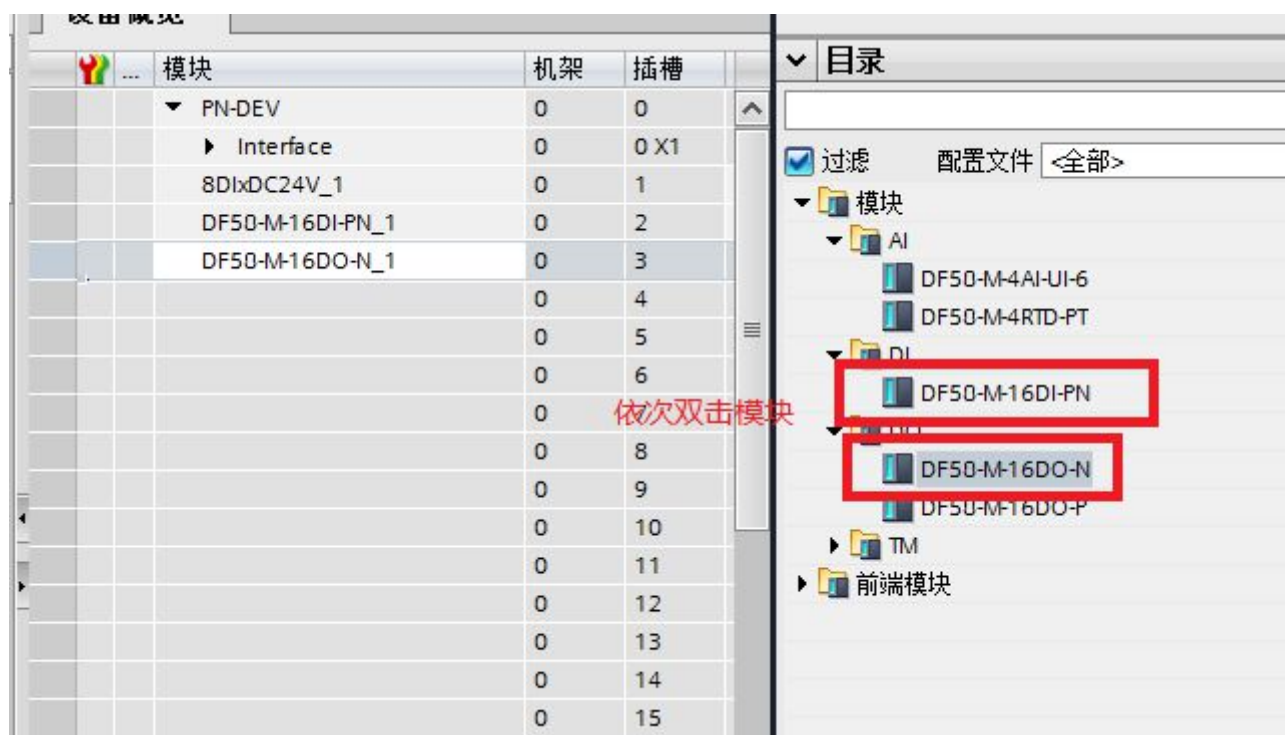 设备概览
... 模块 机架 插槽
PN-DEV 0 0
Interface 0 0 X1
8DIxDC24V_1 0 1
DF50-M-16DI-PN_1 0 2
DF50-M-16DO-N_1 0 3
0 4
0 5
0 6
0 7
0 8
0 9
0 10
0 11
0 12
0 13
0 14
0 15
依次双击模块
目录
过滤 配置文件 <全部>
模块
AI
DF50-M-4AI-UI-6
DF50-M-4RTD-PT
DI
DF50-M-16DI-PN
DO
DF50-M-16DO-N
DF50-M-16DO-P
TM
前端模块